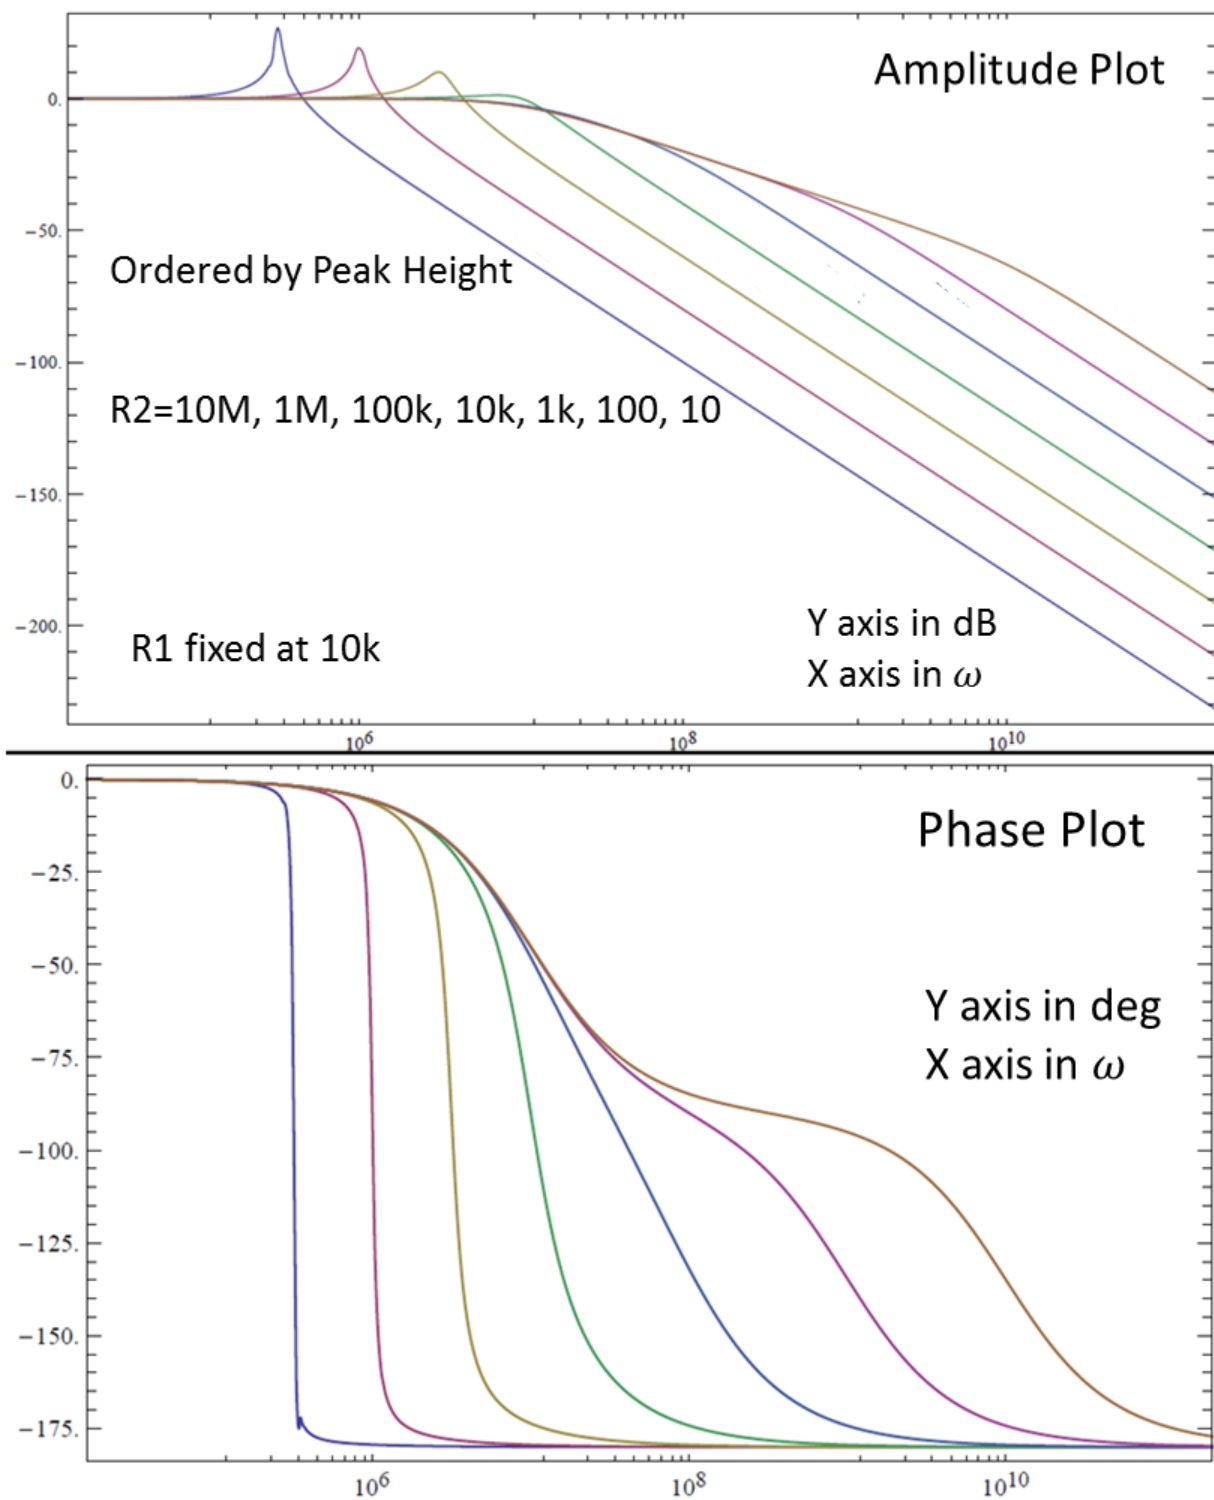 Amplitude Plot
0.
−50.
Ordered by Peak Height
−100.
R2=10M, 1M, 100k, 10k, 1k, 100, 10
−150.
−200.
R1 fixed at 10k
Y axis in dB
X axis in ω
10^6 10^8 10^10
0.
Phase Plot
−25.
−50.
Y axis in deg
X axis in ω
−75.
−100.
−125.
−150.
−175.
10^6 10^8 10^10